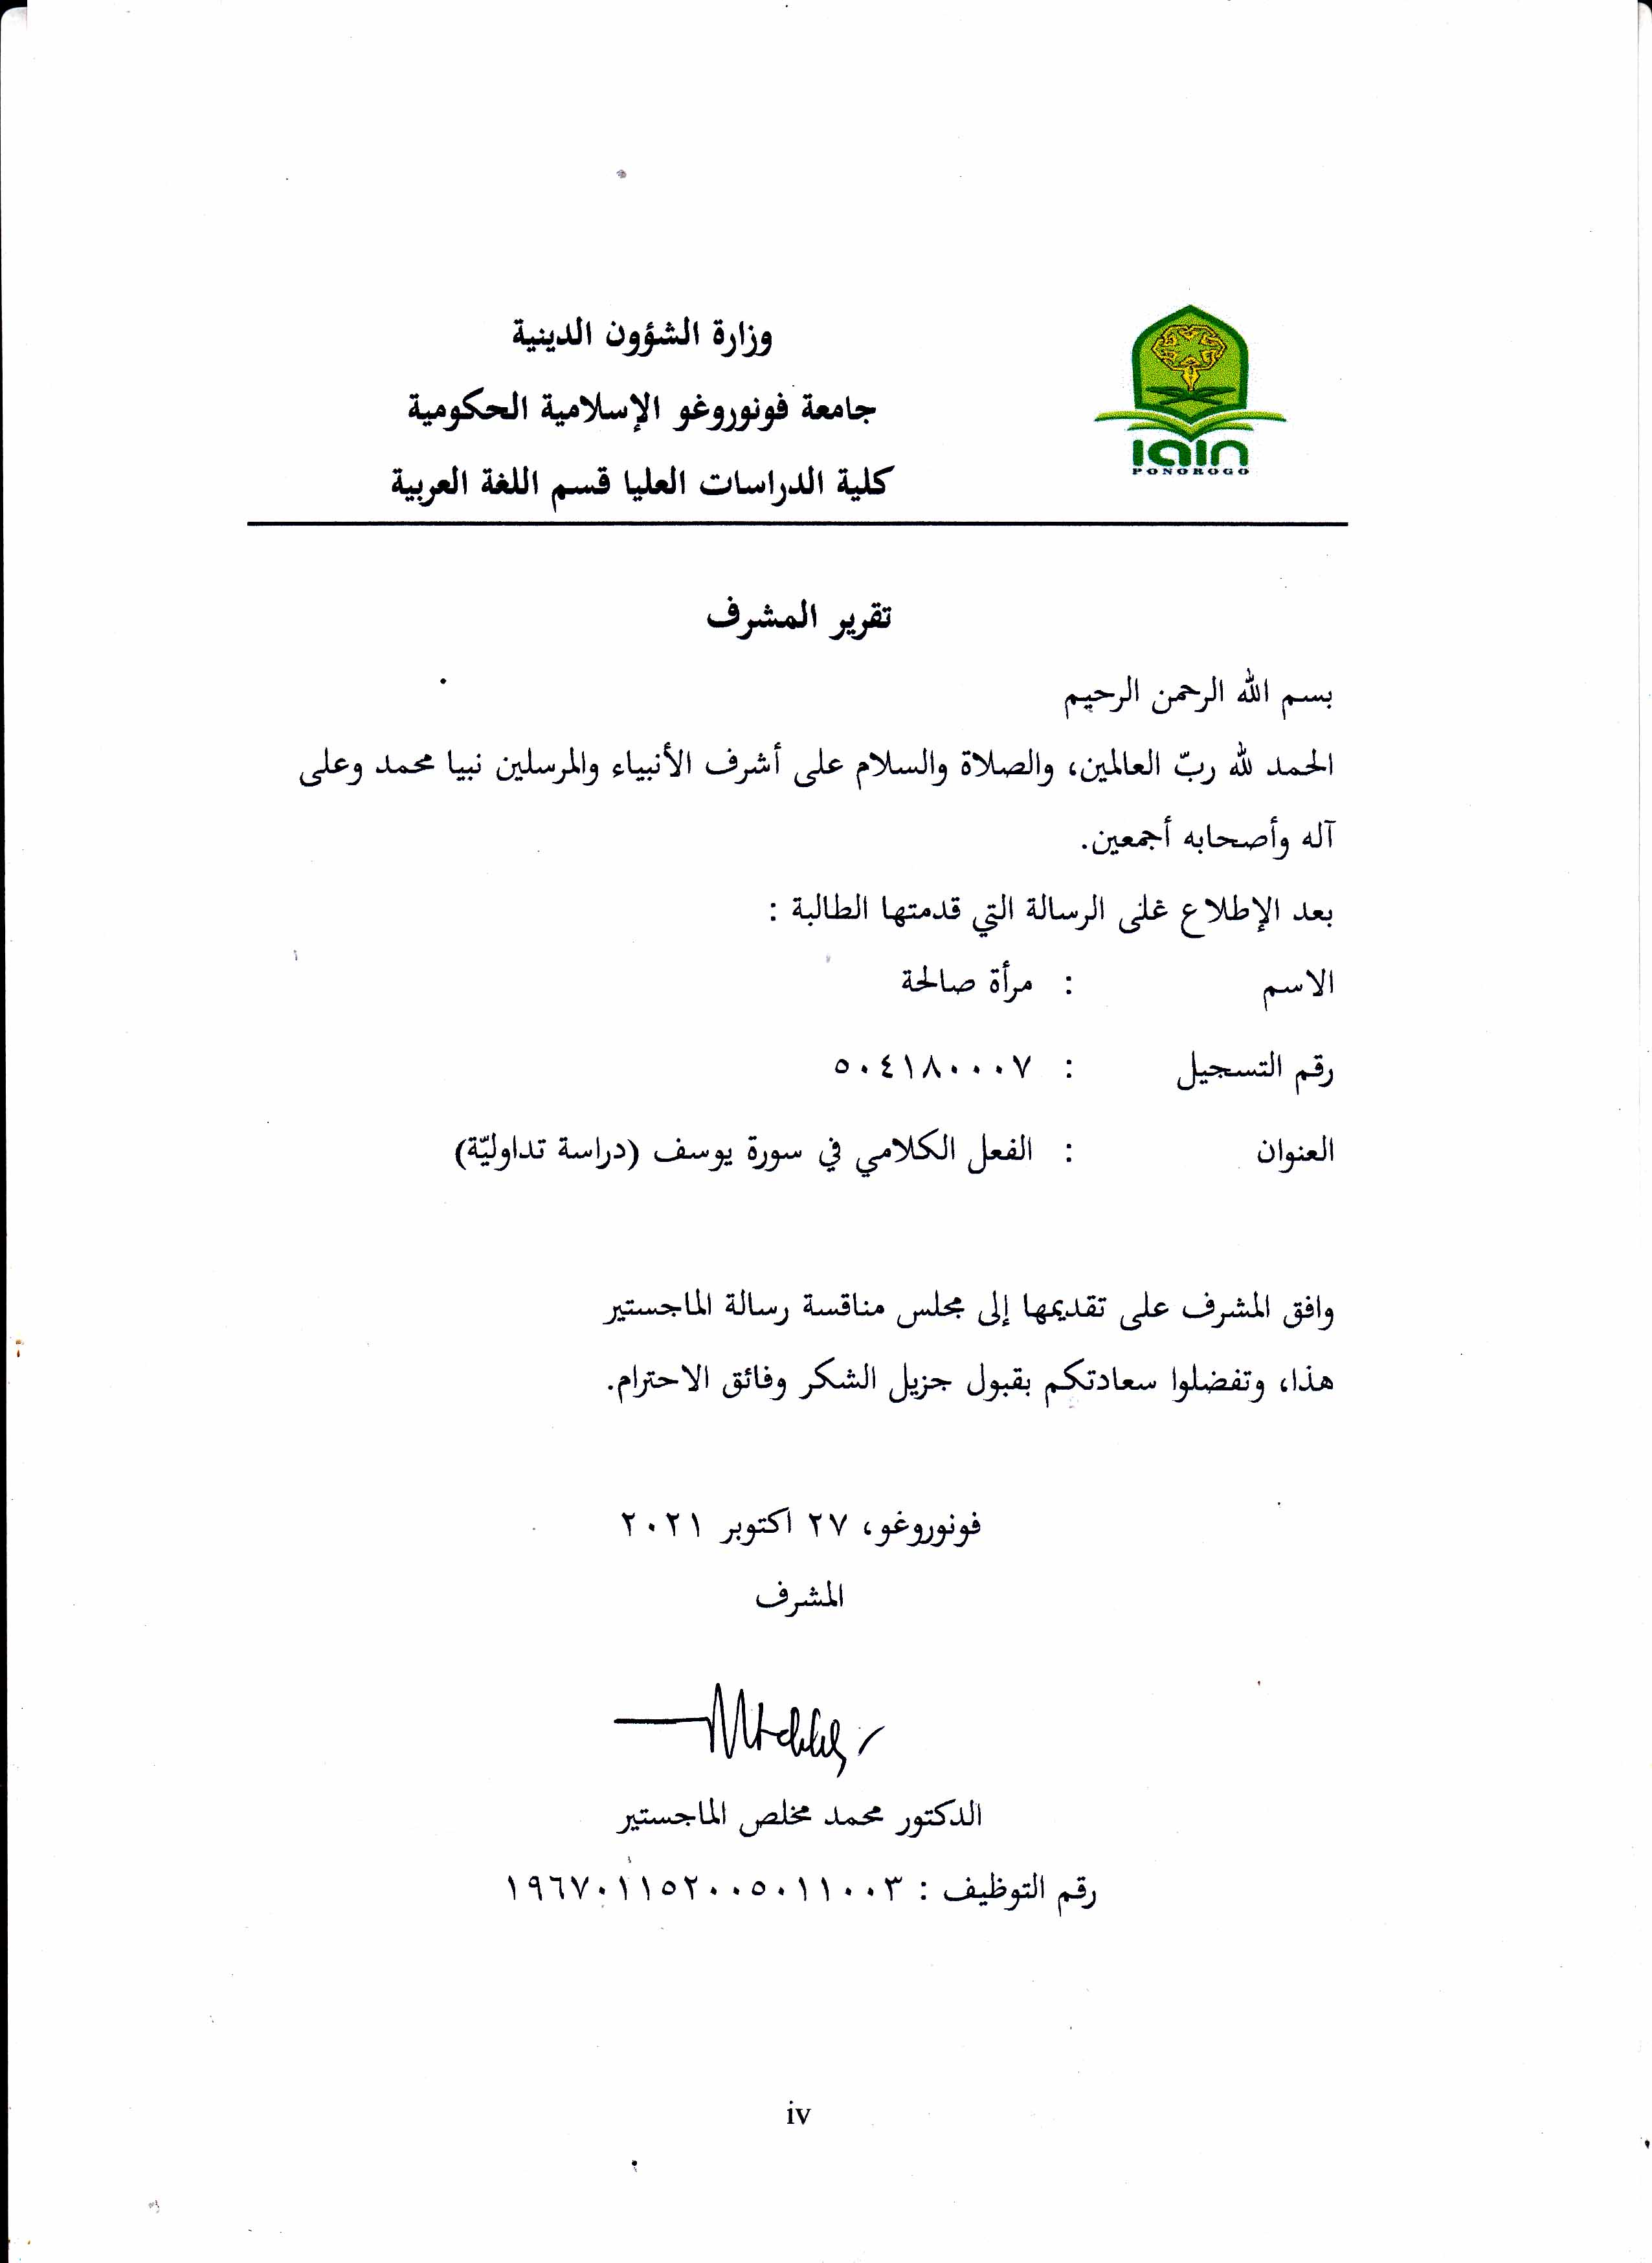 وزارة الشؤون الدينية
جامعة فونوروغو الإسلامية الحكومية
كلية الدراسات العليا قسم اللغة العربية
iain
PONOROGO
تقرير المشرف
بسم الله الرحمن الرحيم
الحمد لله ربّ العالمين، والصلاة والسلام على أشرف الأنبياء والمرسلين نبيا محمد وعلى
آله وأصحابه أجمعين.
بعد الإطلاع على الرسالة التي قدمتها الطالبة :
الاسم : مرأة صالحة
رقم التسجيل : ٥٠٤١٨٠٠٠٧
العنوان : الفعل الكلامي في سورة يوسف (دراسة تداوليّة)
وافق المشرف على تقديمها إلى مجلس مناقسة رسالة الماجستير
هذا، وتفضلوا سعادتكم بقبول جزيل الشكر وفائق الاحترام.
فونوروغو، ٢٧ اكتوبر ٢٠٢١
المشرف
الدكتور محمد مخلص الماجستير
رقم التوظيف : ١٩٦٧٠١١٥٢٠٠٥٠١١٠٠٣
iv